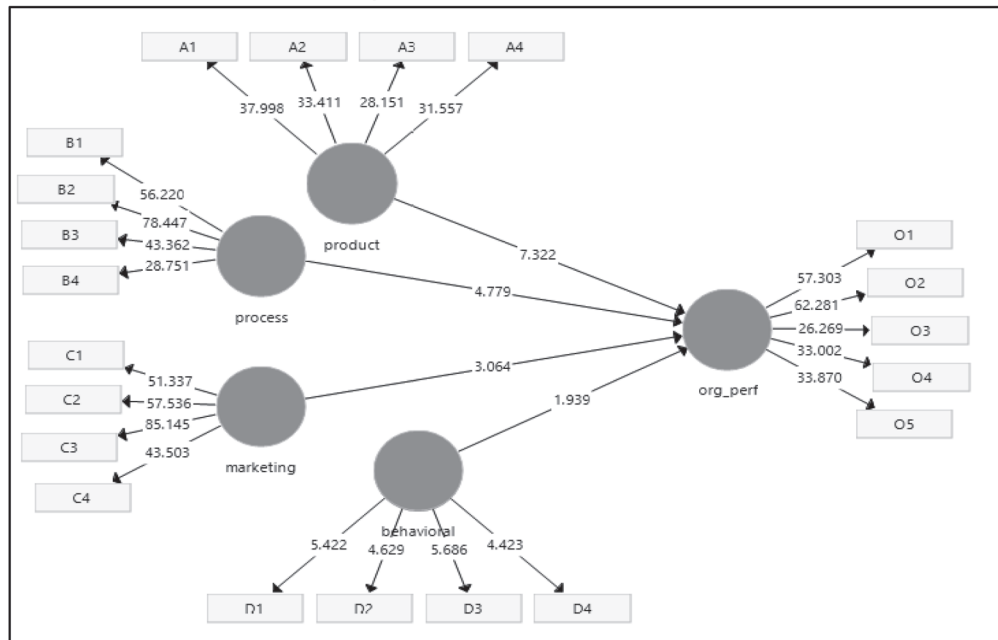 A1
A2
A3
A4
37.998
33.411
28.151
31.557
B1
B2
B3
B4
56.220
78.447
43.362
28.751
product
process
7.322
4.779
C1
C2
C3
C4
51.337
57.536
85.145
43.503
marketing
3.064
1.939
behavioral
5.422
4.629
5.686
4.423
D1
D2
D3
D4
org_perf
57.303
62.281
26.269
33.002
33.870
O1
O2
O3
O4
O5